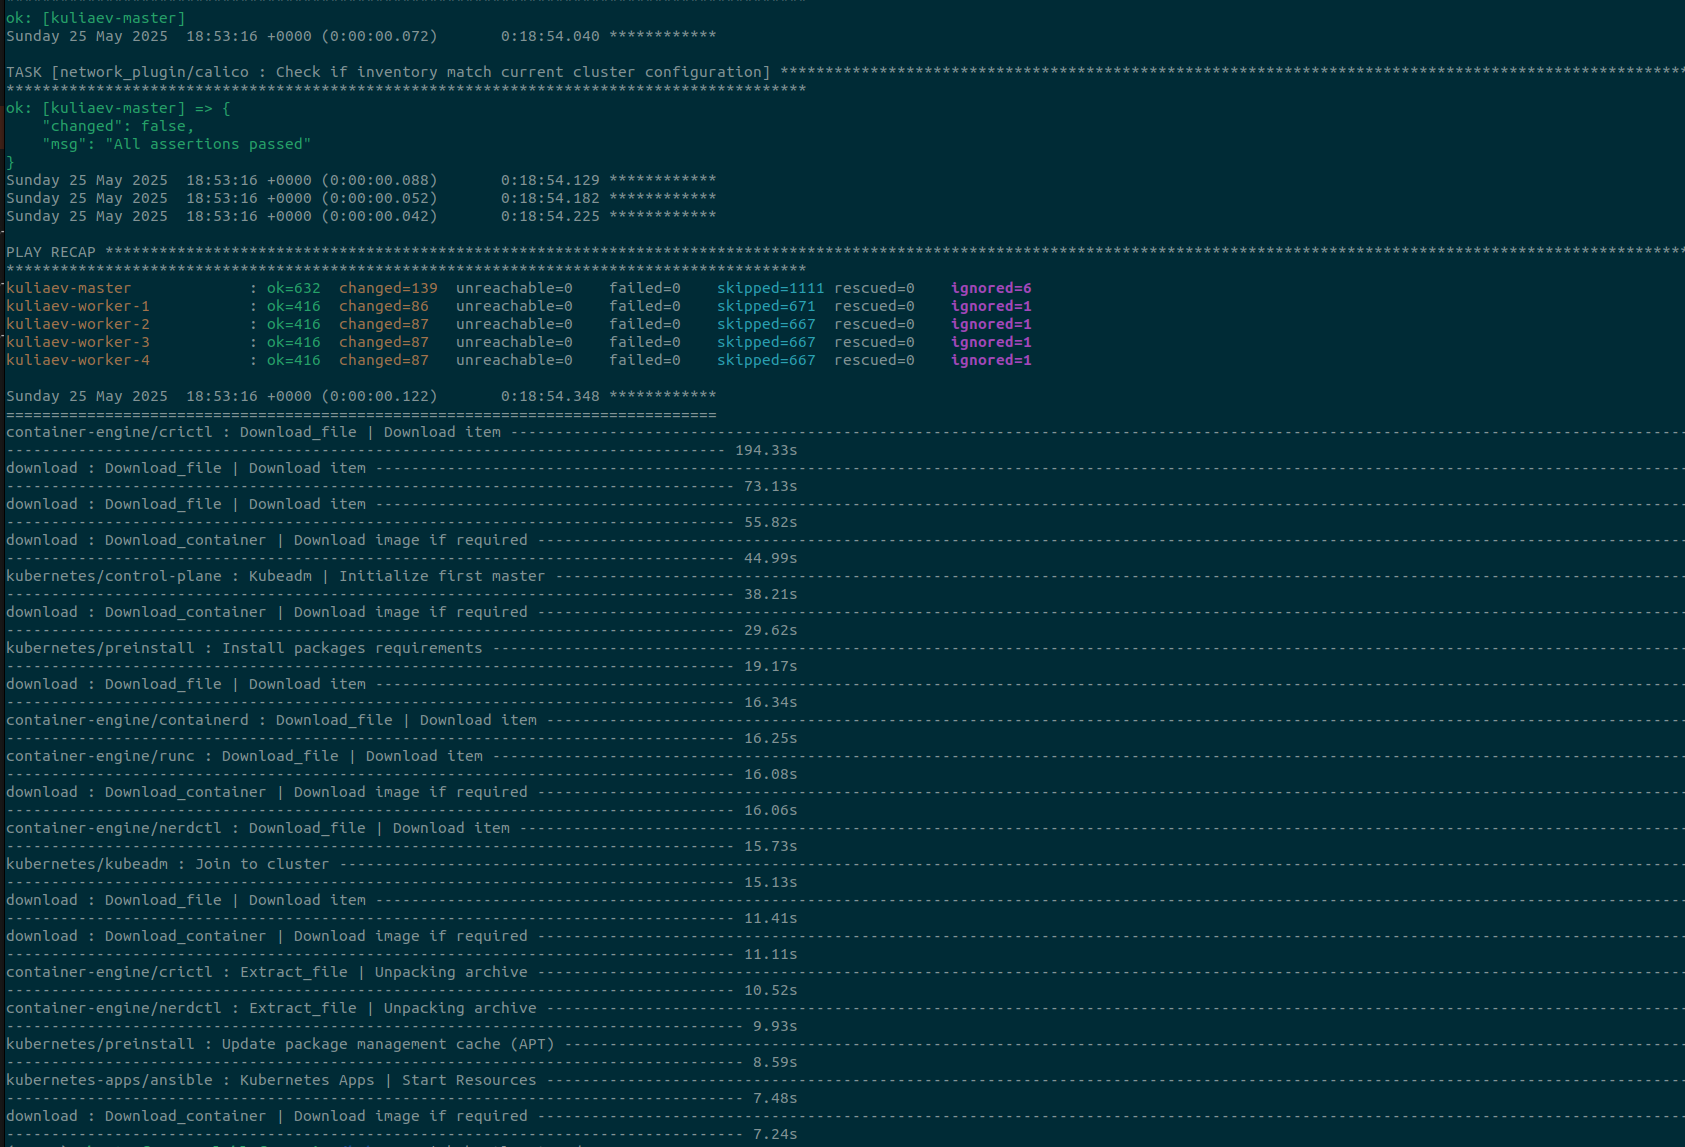 ok: [kuliaev-master]
Sunday 25 May 2025  18:53:16 +0000 (0:00:00.072)       0:18:54.040 ************
TASK [network_plugin/calico : Check if inventory match current cluster configuration] ****************************************************************************************************
*****************************************************************************************
ok: [kuliaev-master] => {
    "changed": false,
    "msg": "All assertions passed"
}
Sunday 25 May 2025  18:53:16 +0000 (0:00:00.088)       0:18:54.129 ************
Sunday 25 May 2025  18:53:16 +0000 (0:00:00.052)       0:18:54.182 ************
Sunday 25 May 2025  18:53:16 +0000 (0:00:00.042)       0:18:54.225 ************
PLAY RECAP ********************************************************************************************************************************************************************************
*****************************************************************************************
kuliaev-master             : ok=632  changed=139  unreachable=0    failed=0    skipped=1111 rescued=0    ignored=6
kuliaev-worker-1           : ok=416  changed=86   unreachable=0    failed=0    skipped=671  rescued=0    ignored=1
kuliaev-worker-2           : ok=416  changed=87   unreachable=0    failed=0    skipped=667  rescued=0    ignored=1
kuliaev-worker-3           : ok=416  changed=87   unreachable=0    failed=0    skipped=667  rescued=0    ignored=1
kuliaev-worker-4           : ok=416  changed=87   unreachable=0    failed=0    skipped=667  rescued=0    ignored=1
Sunday 25 May 2025  18:53:16 +0000 (0:00:00.122)       0:18:54.348 ************
===============================================================================
container-engine/crictl : Download_file | Download item ---
--- 194.33s
download : Download_file | Download item ---
--- 73.13s
download : Download_file | Download item ---
--- 55.82s
download : Download_container | Download image if required ---
--- 44.99s
kubernetes/control-plane : Kubeadm | Initialize first master ---
--- 38.21s
download : Download_container | Download image if required ---
--- 29.62s
kubernetes/preinstall : Install packages requirements ---
--- 19.17s
download : Download_file | Download item ---
--- 16.34s
container-engine/containerd : Download_file | Download item ---
--- 16.25s
container-engine/runc : Download_file | Download item ---
--- 16.08s
download : Download_container | Download image if required ---
--- 16.06s
container-engine/nerdctl : Download_file | Download item ---
--- 15.73s
kubernetes/kubeadm : Join to cluster ---
--- 15.13s
download : Download_file | Download item ---
--- 11.41s
download : Download_container | Download image if required ---
--- 11.11s
container-engine/crictl : Extract_file | Unpacking archive ---
--- 10.52s
container-engine/nerdctl : Extract_file | Unpacking archive ---
--- 9.93s
kubernetes/preinstall : Update package management cache (APT) ---
--- 8.59s
kubernetes-apps/ansible : Kubernetes Apps | Start Resources ---
--- 7.48s
download : Download_container | Download image if required ---
--- 7.24s